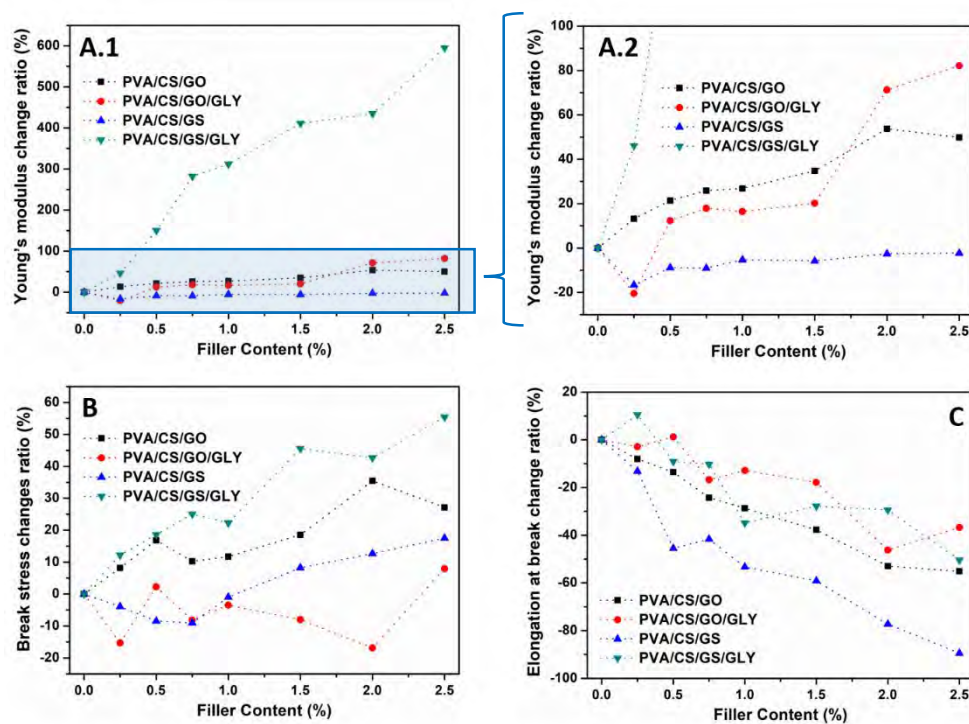 A.1
PVA/CS/GO
PVA/CS/GO/GLY
PVA/CS/GS
PVA/CS/GS/GLY
Young's modulus change ratio (%)
600
500
400
300
200
100
0
0.0 0.5 1.0 1.5 2.0 2.5
Filler Content (%)
A.2
PVA/CS/GO
PVA/CS/GO/GLY
PVA/CS/GS
PVA/CS/GS/GLY
Young's modulus change ratio (%)
100
80
60
40
20
0
-20
0.0 0.5 1.0 1.5 2.0 2.5
Filler Content (%)
B
PVA/CS/GO
PVA/CS/GO/GLY
PVA/CS/GS
PVA/CS/GS/GLY
Break stress changes ratio (%)
60
50
40
30
20
10
0
-10
-20
0.0 0.5 1.0 1.5 2.0 2.5
Filler Content (%)
C
Elongation at break change ratio (%)
20
0
-20
-40
-60
-80
-100
PVA/CS/GO
PVA/CS/GO/GLY
PVA/CS/GS
PVA/CS/GS/GLY
0.0 0.5 1.0 1.5 2.0 2.5
Filler Content (%)